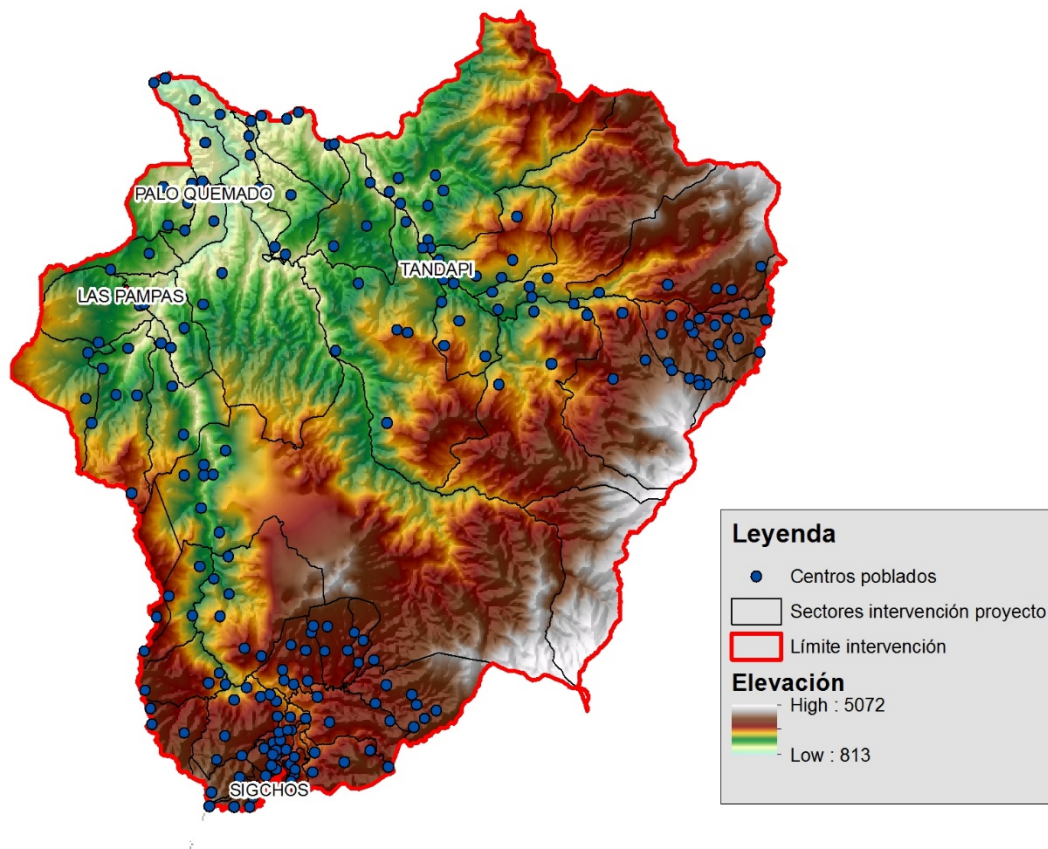 PALO QUEMADO
TANDAPI
LAS PAMPAS
SIGCHOS
Leyenda
Centros poblados
Sectores intervención proyecto
Límite intervención
Elevación
High : 5072
Low : 813